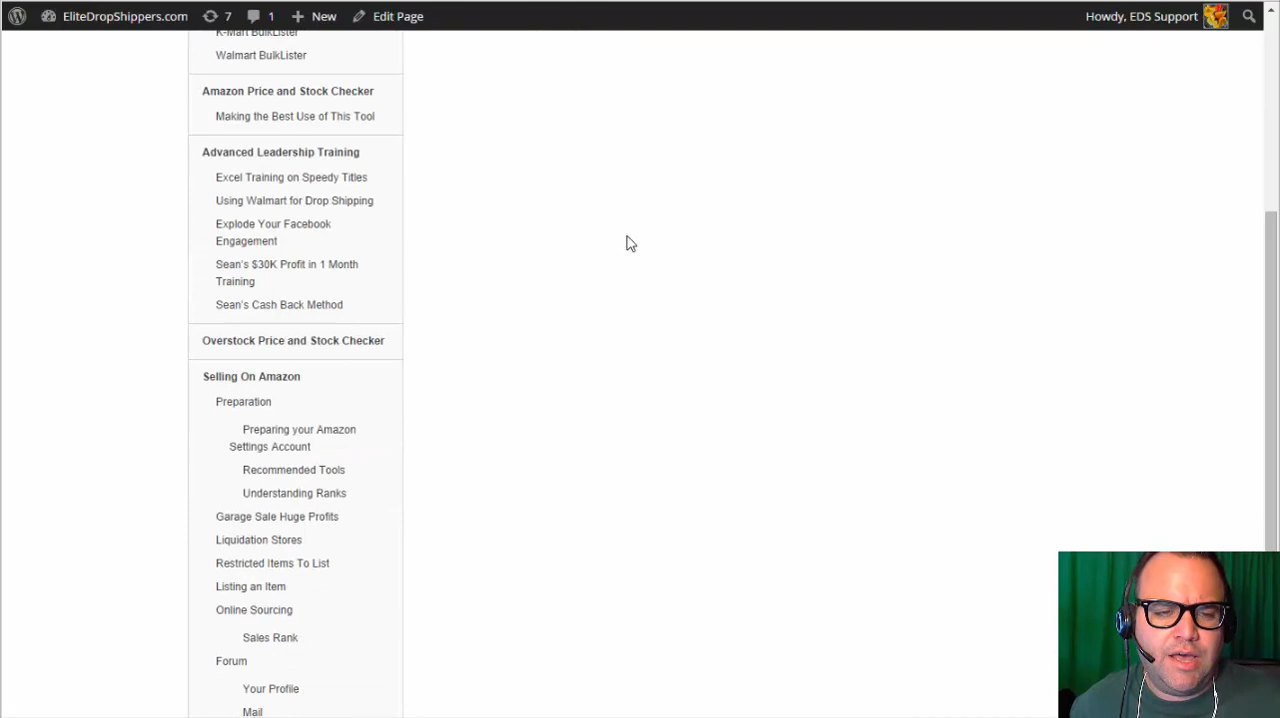 EliteDropShippers.com 7 1 New Edit Page Howdy, EDS Support
K-Mart BulkLister
Walmart BulkLister
Amazon Price and Stock Checker
Making the Best Use of This Tool
Advanced Leadership Training
Excel Training on Speedy Titles
Using Walmart for Drop Shipping
Explode Your Facebook
Engagement
Sean's $30K Profit in 1 Month
Training
Sean's Cash Back Method
Overstock Price and Stock Checker
Selling On Amazon
Preparation
Preparing your Amazon
Settings Account
Recommended Tools
Understanding Ranks
Garage Sale Huge Profits
Liquidation Stores
Restricted Items To List
Listing an Item
Online Sourcing
Sales Rank
Forum
Your Profile
Mail